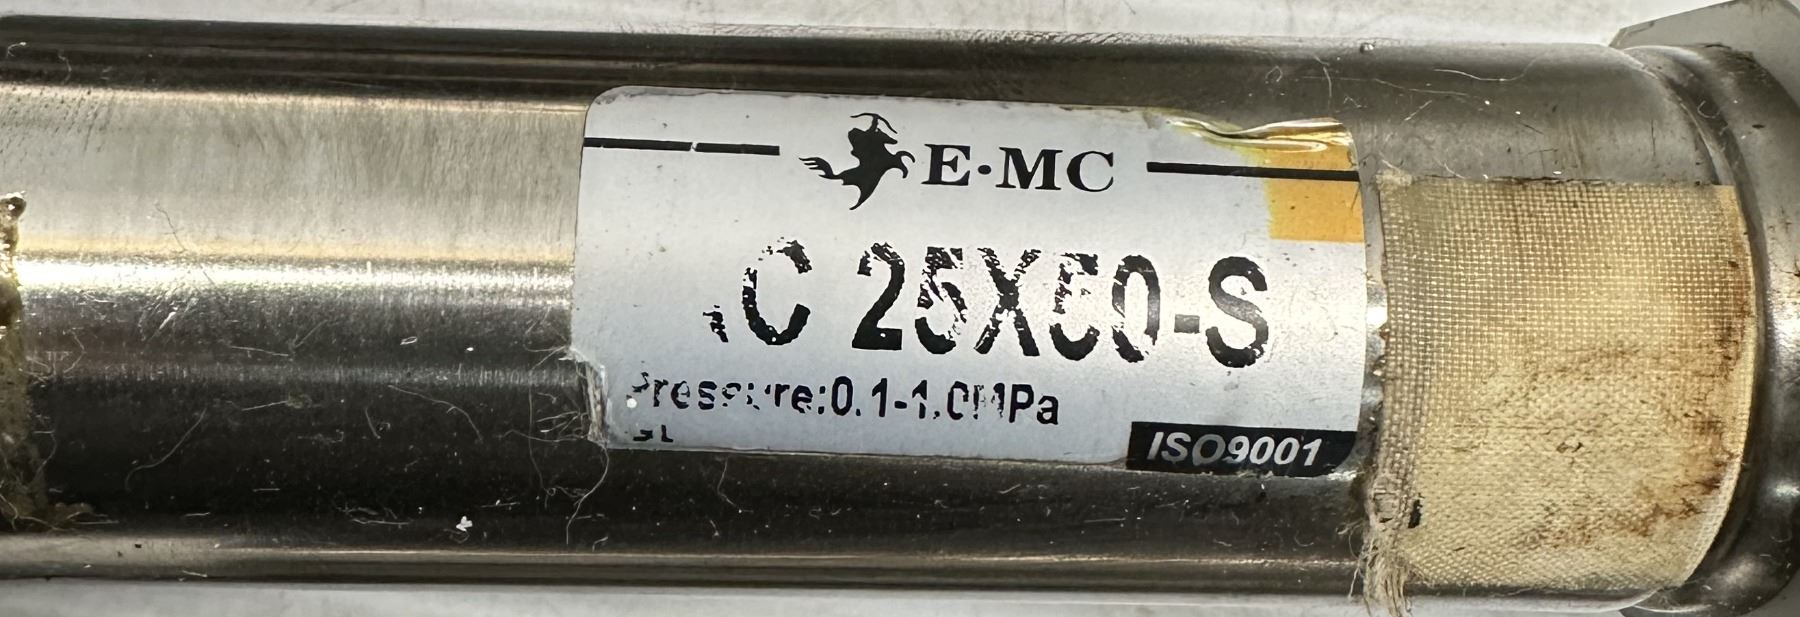 E·MC
C 25X50-S
Pressure:0.1-1.0MPa
ISO9001